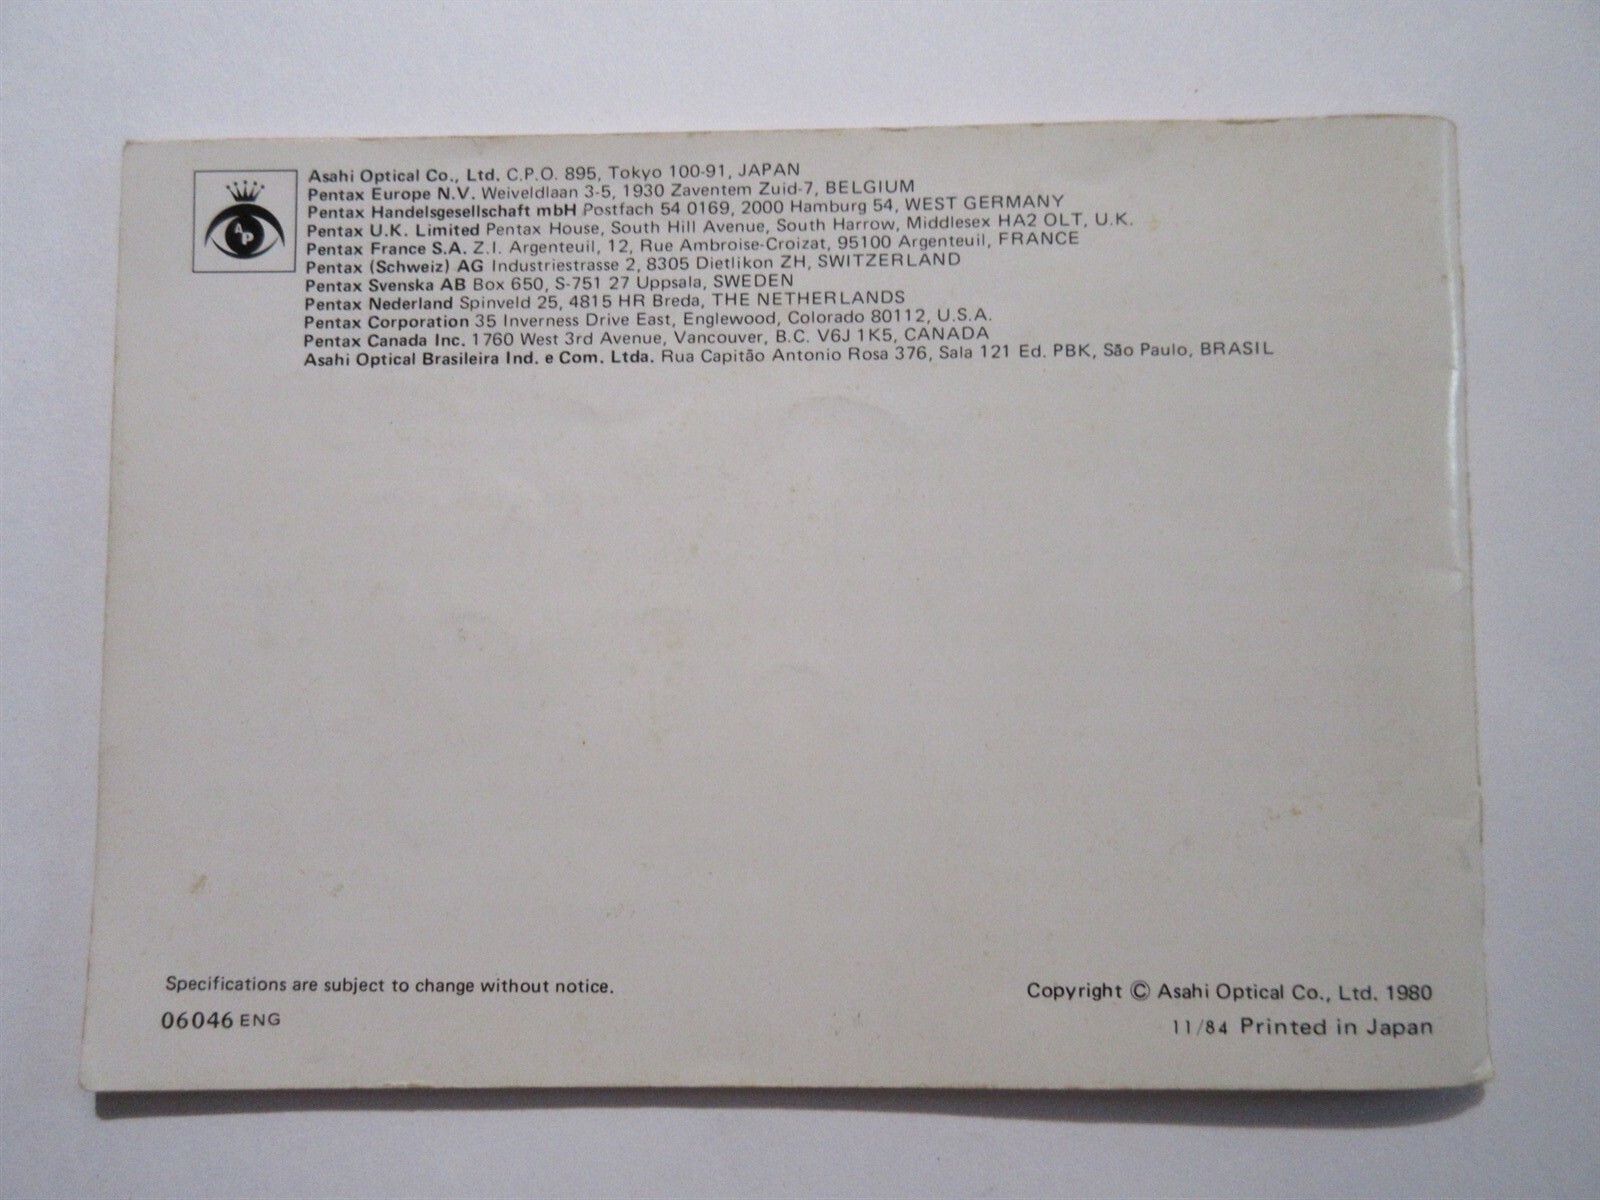 AP
Asahi Optical Co., Ltd. C.P.O. 895, Tokyo 100-91, JAPAN
Pentax Europe N.V. Weiveldlaan 3-5, 1930 Zaventem Zuid-7, BELGIUM
Pentax Handelsgesellschaft mbH Postfach 54 0169, 2000 Hamburg 54, WEST GERMANY
Pentax U.K. Limited Pentax House, South Hill Avenue, South Harrow, Middlesex HA2 OLT, U.K.
Pentax France S.A. Z.I. Argenteuil, 12, Rue Ambroise-Croizat, 95100 Argenteuil, FRANCE
Pentax (Schweiz) AG Industriestrasse 2, 8305 Dietlikon ZH, SWITZERLAND
Pentax Svenska AB Box 650, S-751 27 Uppsala, SWEDEN
Pentax Nederland Spinveld 25, 4815 HR Breda, THE NETHERLANDS
Pentax Corporation 35 Inverness Drive East, Englewood, Colorado 80112, U.S.A.
Pentax Canada Inc. 1760 West 3rd Avenue, Vancouver, B.C. V6J 1K5, CANADA
Asahi Optical Brasileira Ind. e Com. Ltda. Rua Capitão Antonio Rosa 376, Sala 121 Ed. PBK, São Paulo, BRASIL
Specifications are subject to change without notice.
06046 ENG
Copyright © Asahi Optical Co., Ltd. 1980
11/84 Printed in Japan